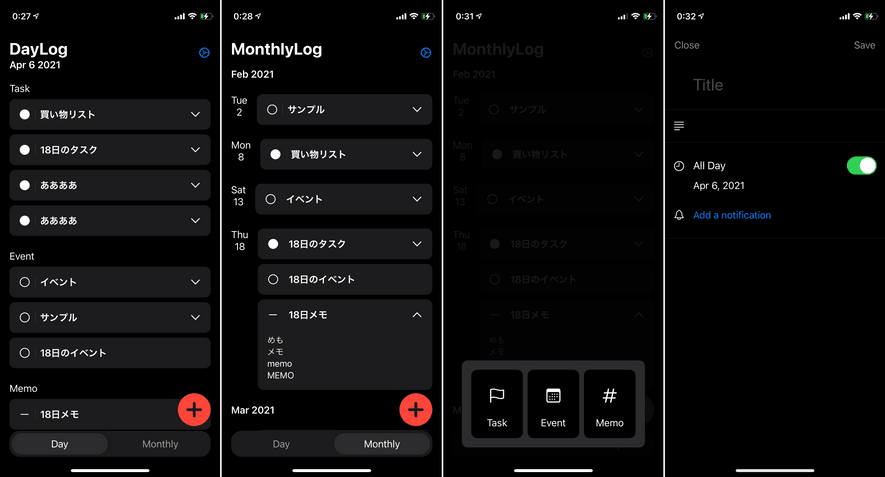 0:27
DayLog
Apr 6 2021
Task
買い物リスト
18日のタスク
ああああ
ああああ
Event
イベント
サンプル
18日のイベント
Memo
18日メモ
Day
Monthly
0:28
MonthlyLog
Feb 2021
Tue
2
サンプル
Mon
8
買い物リスト
Sat
13
イベント
Thu
18
18日のタスク
18日のイベント
18日メモ
めも
メモ
memo
MEMO
Mar 2021
Day
Monthly
0:31
MonthlyLog
Feb 2021
Tue
2
サンプル
Mon
8
買い物リスト
Sat
13
イベント
Thu
18
18日のタスク
18日のイベント
18日メモ
めも
メモ
Task
Event
Memo
0:32
Close
Save
Title
All Day
Apr 6, 2021
Add a notification